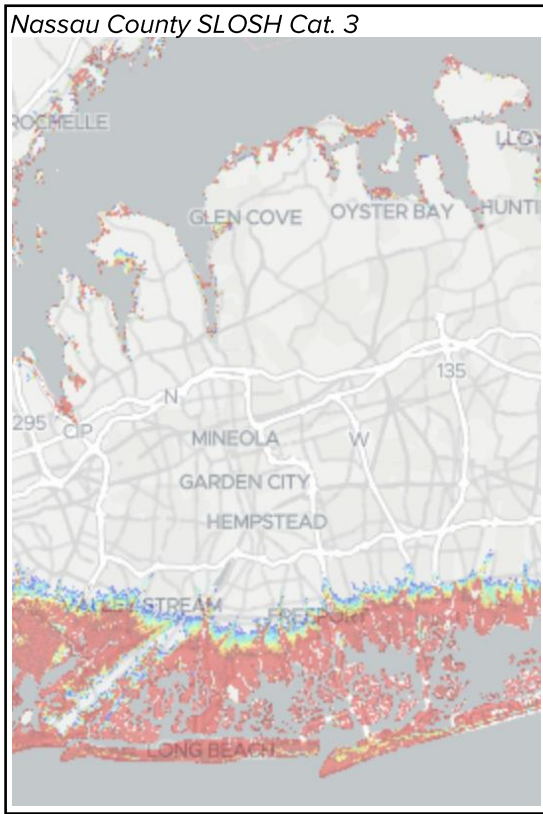 Nassau County SLOSH Cat. 3
ROCHELLE
LLOY
GLEN COVE
OYSTER BAY
HUNTI
135
N
295
CIP
MINEOLA
W
GARDEN CITY
HEMPSTEAD
VALLEY STREAM
FREEPORT
LONG BEACH